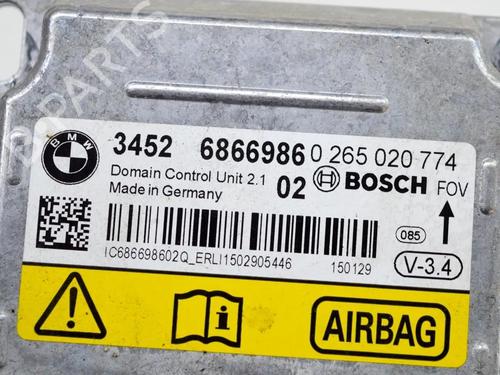 BMW
3452 6866986 0 265 020 774
Domain Control Unit 2.1 02 BOSCH FOV
Made in Germany
085
IC686698602Q_ERLI1502905446 150129
V-3.4
i
AIRBAG